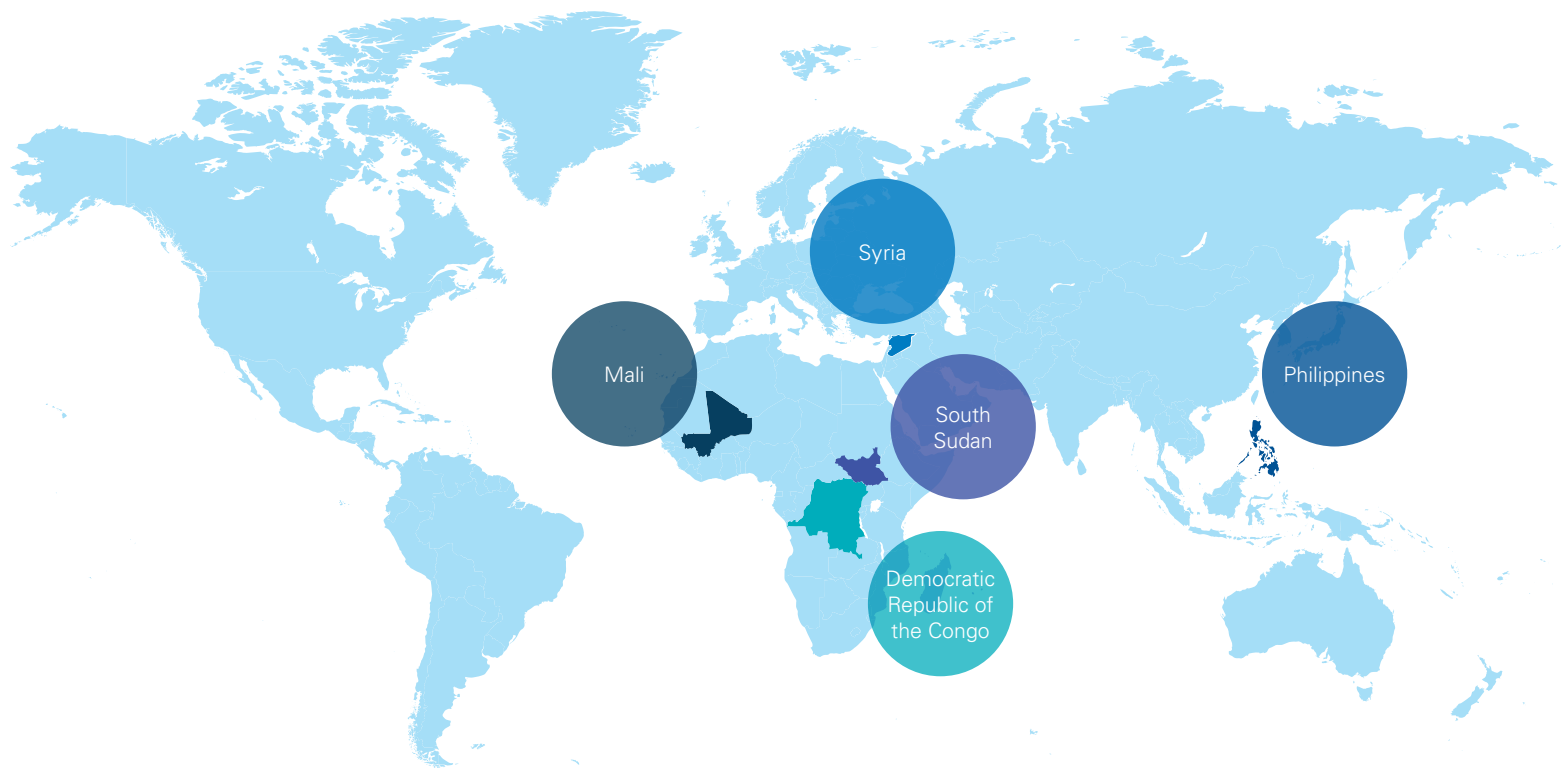 Syria
Mali
Philippines
South
Sudan
Democratic
Republic of
the Congo